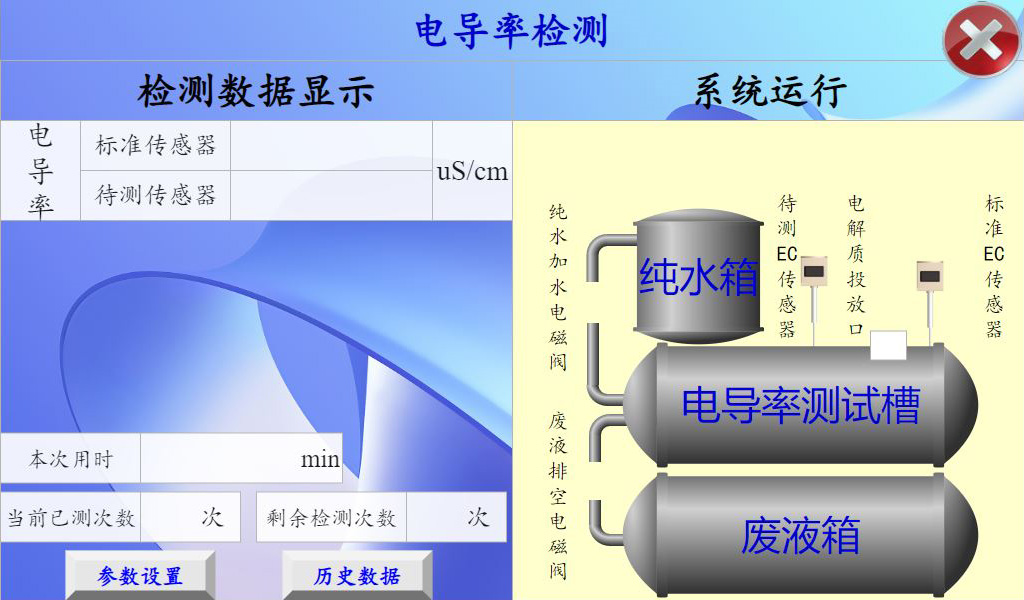 电导率检测
检测数据显示
系统运行
电导率
标准传感器
待测传感器
uS/cm
本次用时
min
当前已测次数
次
剩余检测次数
次
参数设置
历史数据
纯水加水电磁阀
纯水箱
待测EC传感器
电解质投放口
标准EC传感器
电导率测试槽
废液排空电磁阀
废液箱